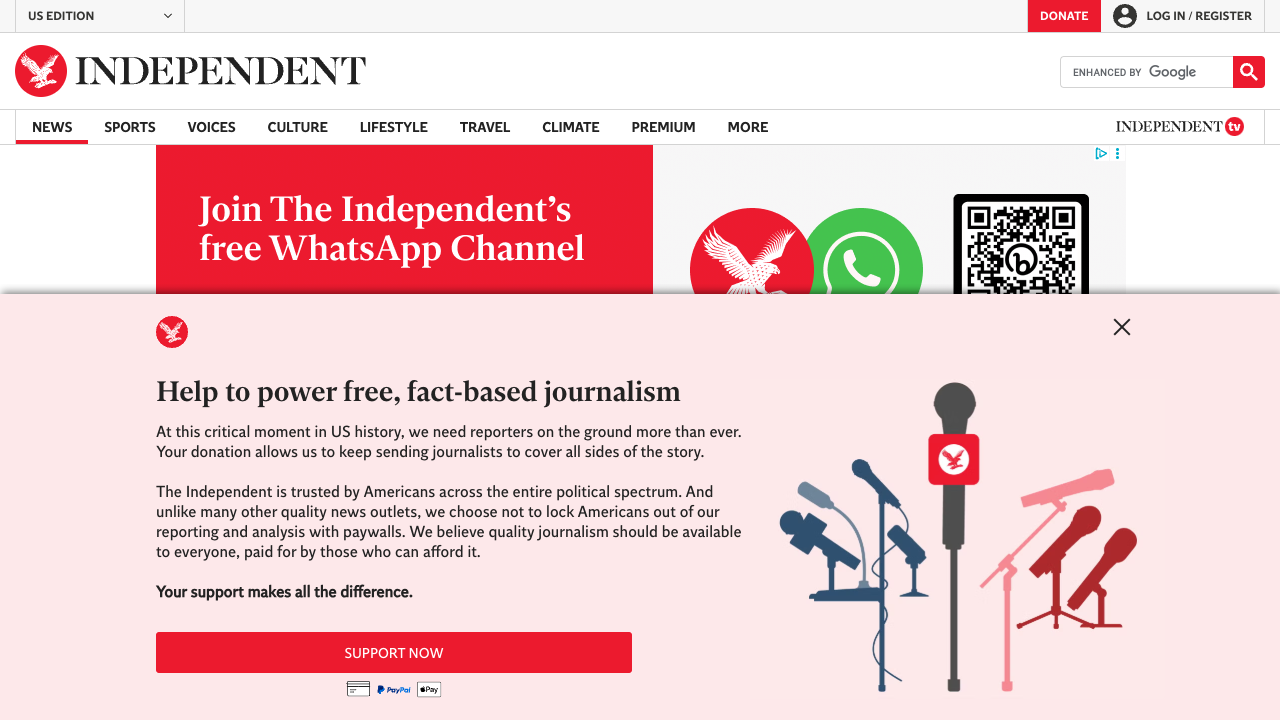 US EDITION
DONATE
LOG IN / REGISTER
INDEPENDENT
ENHANCED BY Google
NEWS SPORTS VOICES CULTURE LIFESTYLE TRAVEL CLIMATE PREMIUM MORE
INDEPENDENT tv
Join The Independent's
free WhatsApp Channel
Help to power free, fact-based journalism
At this critical moment in US history, we need reporters on the ground more than ever.
Your donation allows us to keep sending journalists to cover all sides of the story.
The Independent is trusted by Americans across the entire political spectrum. And
unlike many other quality news outlets, we choose not to lock Americans out of our
reporting and analysis with paywalls. We believe quality journalism should be available
to everyone, paid for by those who can afford it.
Your support makes all the difference.
SUPPORT NOW
PayPal Pay